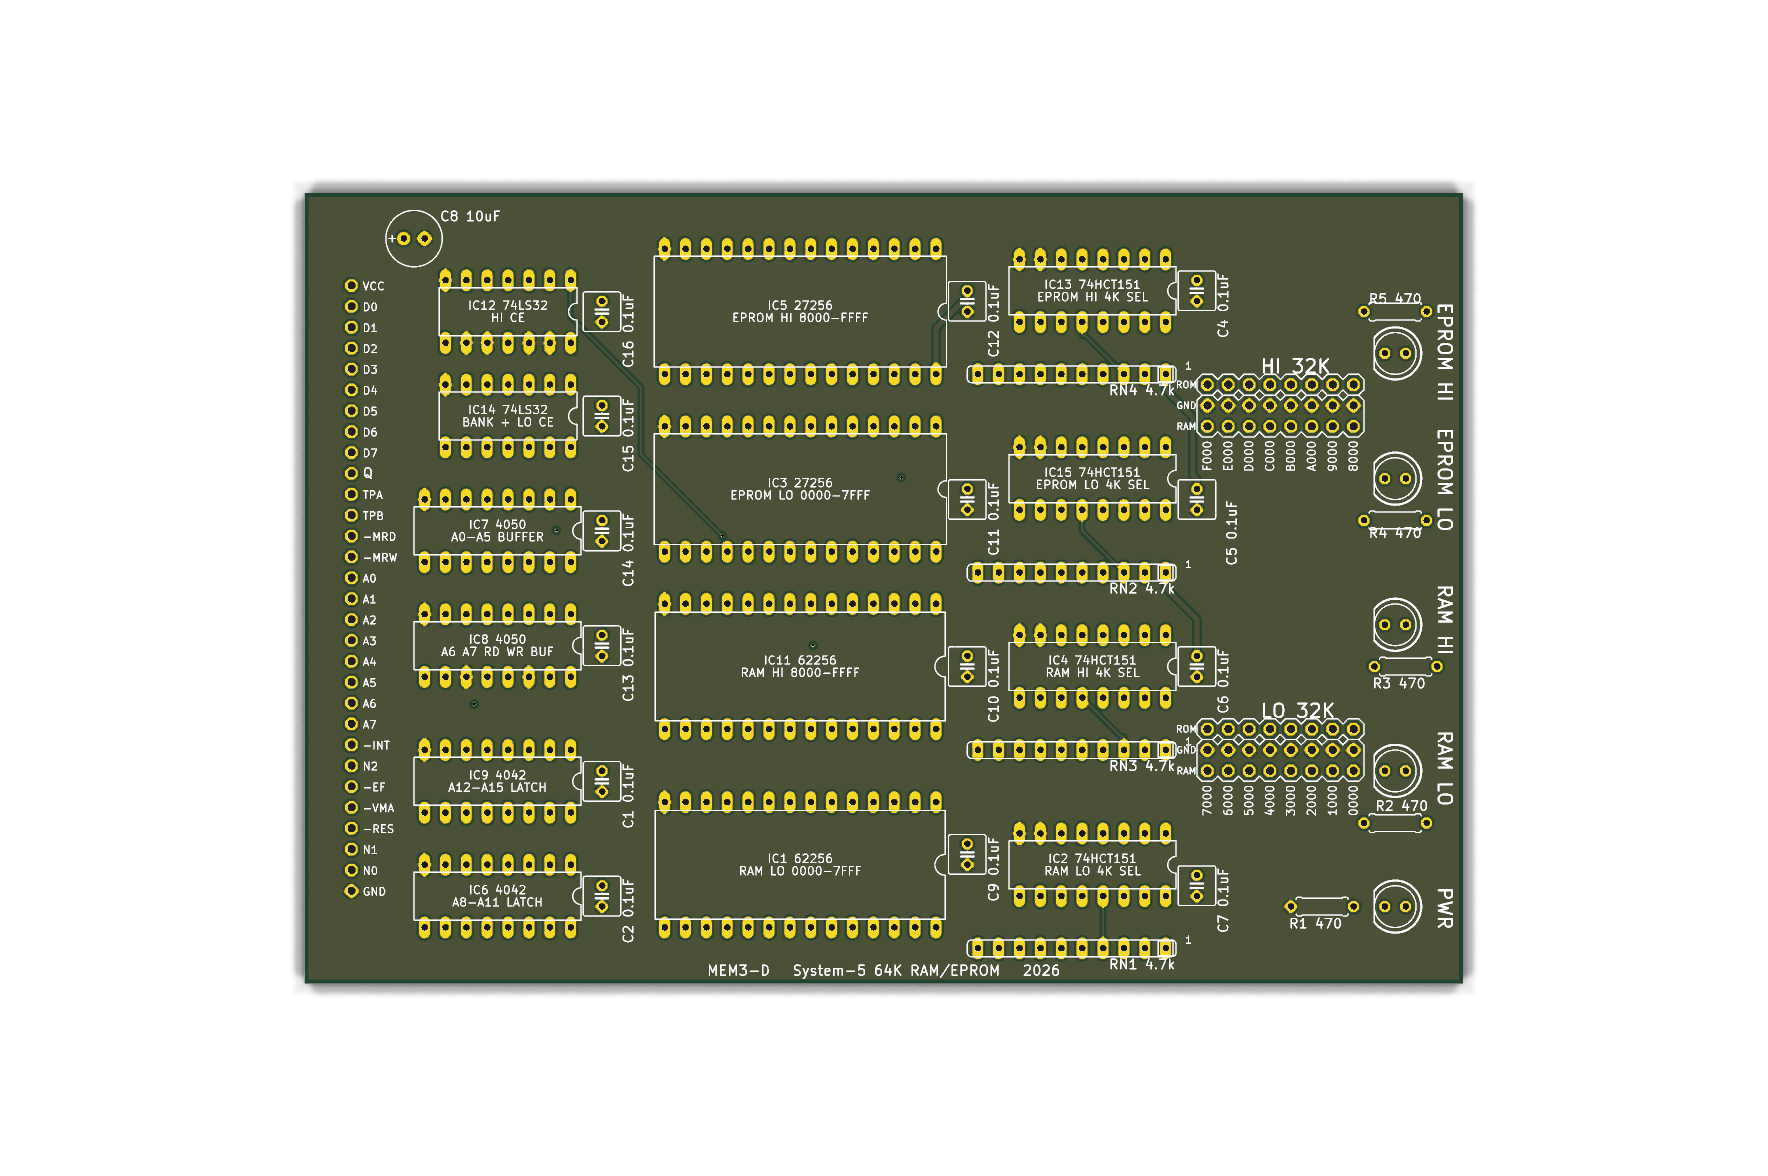 C8 10uF
+
VCC
D0
D1
D2
D3
D4
D5
D6
D7
Q
TPA
TPB
-MRD
-MRW
A0
A1
A2
A3
A4
A5
A6
A7
-INT
N2
-EF
-VMA
-RES
N1
N0
GND
IC12 74LS32
HI CE
C16 0.1uF
IC14 74LS32
BANK + LO CE
C15 0.1uF
IC7 4050
A0-A5 BUFFER
C14 0.1uF
IC8 4050
A6 A7 RD WR BUF
C13 0.1uF
IC9 4042
A12-A15 LATCH
C1 0.1uF
IC6 4042
A8-A11 LATCH
C2 0.1uF
IC5 27256
EPROM HI 8000-FFFF
C12 0.1uF
IC3 27256
EPROM LO 0000-7FFF
C11 0.1uF
IC11 62256
RAM HI 8000-FFFF
C10 0.1uF
IC1 62256
RAM LO 0000-7FFF
C9 0.1uF
IC13 74HCT151
EPROM HI 4K SEL
C4 0.1uF
1
RN4 4.7k
IC15 74HCT151
EPROM LO 4K SEL
C5 0.1uF
1
RN2 4.7k
IC4 74HCT151
RAM HI 4K SEL
C6 0.1uF
1
RN3 4.7k
IC2 74HCT151
RAM LO 4K SEL
C7 0.1uF
1
RN1 4.7k
HI 32K
ROM
GND
RAM
F000
E000
D000
C000
B000
A000
9000
8000
LO 32K
ROM
GND
RAM
7000
6000
5000
4000
3000
2000
1000
0000
R5 470
EPROM HI
EPROM LO
R4 470
RAM HI
R3 470
RAM LO
R2 470
R1 470
PWR
MEM3-D System-5 64K RAM/EPROM 2026